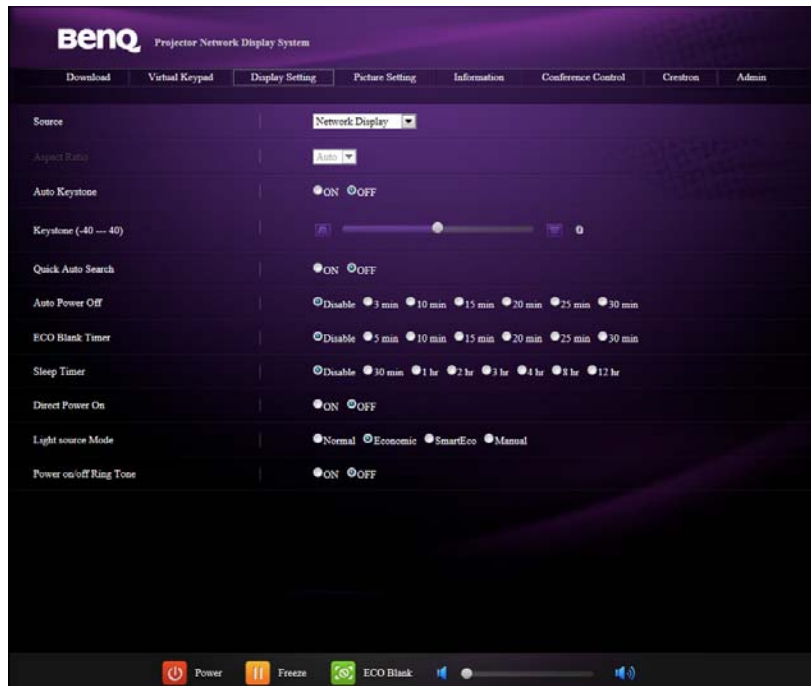 BenQ Projector Network Display System
Download Virtual Keypad Display Setting Picture Setting Information Conference Control Crestron Admin
Source Network Display
Aspect Ratio Auto
Auto Keystone ON OFF
Keystone (-40 --- 40) 0
Quick Auto Search ON OFF
Auto Power Off Disable 3 min 10 min 15 min 20 min 25 min 30 min
ECO Blank Timer Disable 5 min 10 min 15 min 20 min 25 min 30 min
Sleep Timer Disable 30 min 1 hr 2 hr 3 hr 4 hr 8 hr 12 hr
Direct Power On ON OFF
Light source Mode Normal Economic SmartEco Manual
Power on/off Ring Tone ON OFF
Power Freeze ECO Blank